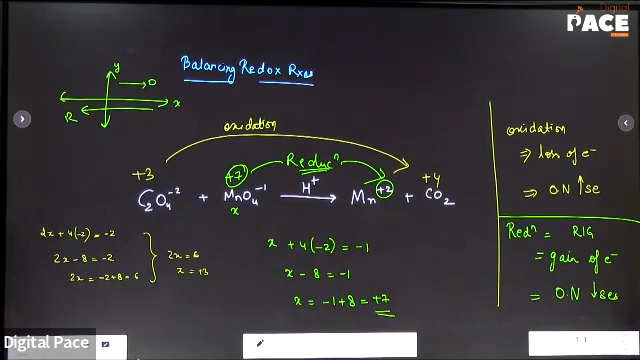 Digital
PACE
Balancing Redox Rxns
y
O
x
R
oxidation
+3
+7
Reducⁿ
+2
+4
C₂O₄⁻² + MnO₄⁻¹ H⁺ → Mn⁺² + CO₂
x
oxidation
⇒ loss of e⁻
⇒ O.N ↑SE
Redⁿ = RIG
= gain of e⁻
= O.N ↓ses
2x + 4(-2) = -2
2x - 8 = -2
2x = -2+8 = 6
2x = 6
x = +3
x + 4(-2) = -1
x - 8 = -1
x = -1 + 8 = +7
Digital Pace